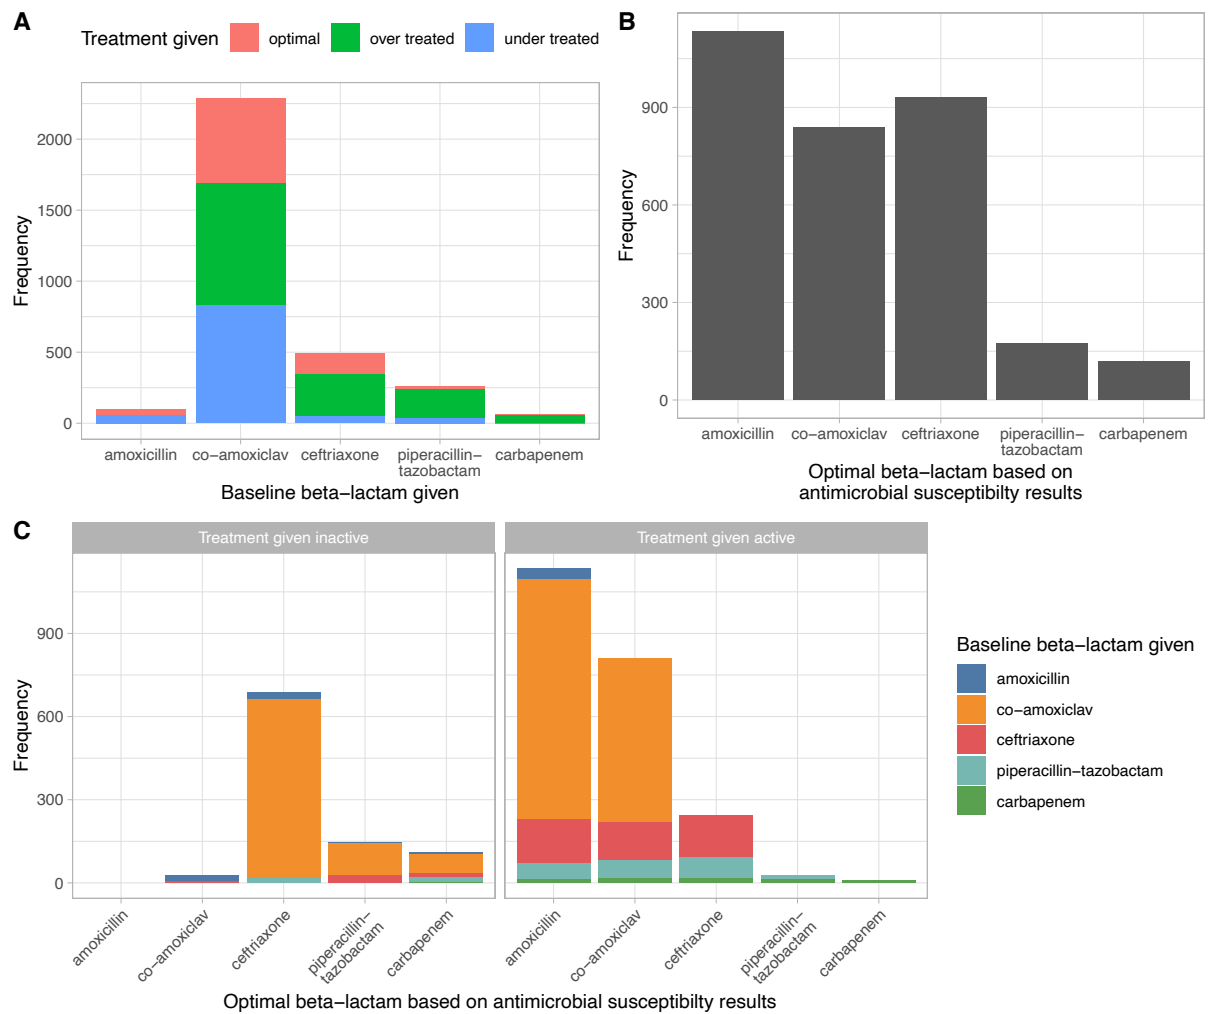 A
Treatment given
optimal
over treated
under treated
Frequency
2000
1500
1000
500
0
amoxicillin
co−amoxiclav
ceftriaxone
piperacillin−
tazobactam
carbapenem
Baseline beta−lactam given
B
Frequency
900
600
300
0
amoxicillin
co−amoxiclav
ceftriaxone
piperacillin−
tazobactam
carbapenem
Optimal beta−lactam based on
antimicrobial susceptibilty results
C
Treatment given inactive
Treatment given active
Frequency
900
600
300
0
amoxicillin
co−amoxiclav
ceftriaxone
piperacillin−
tazobactam
carbapenem
amoxicillin
co−amoxiclav
ceftriaxone
piperacillin−
tazobactam
carbapenem
Optimal beta−lactam based on antimicrobial susceptibilty results
Baseline beta−lactam given
amoxicillin
co−amoxiclav
ceftriaxone
piperacillin−tazobactam
carbapenem